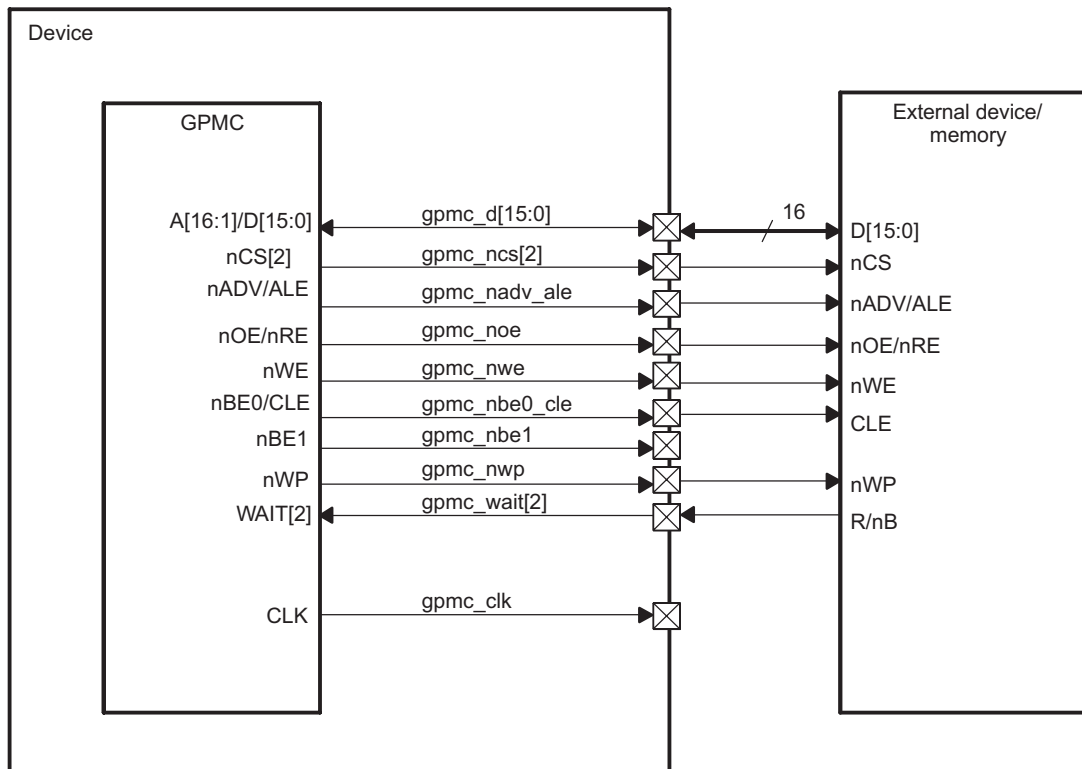 Device
GPMC
External device/
memory
A[16:1]/D[15:0]
gpmc_d[15:0]
16
D[15:0]
nCS[2]
gpmc_ncs[2]
nCS
nADV/ALE
gpmc_nadv_ale
nADV/ALE
nOE/nRE
gpmc_noe
nOE/nRE
nWE
gpmc_nwe
nWE
nBE0/CLE
gpmc_nbe0_cle
CLE
nBE1
gpmc_nbe1
nWP
gpmc_nwp
nWP
WAIT[2]
gpmc_wait[2]
R/nB
CLK
gpmc_clk